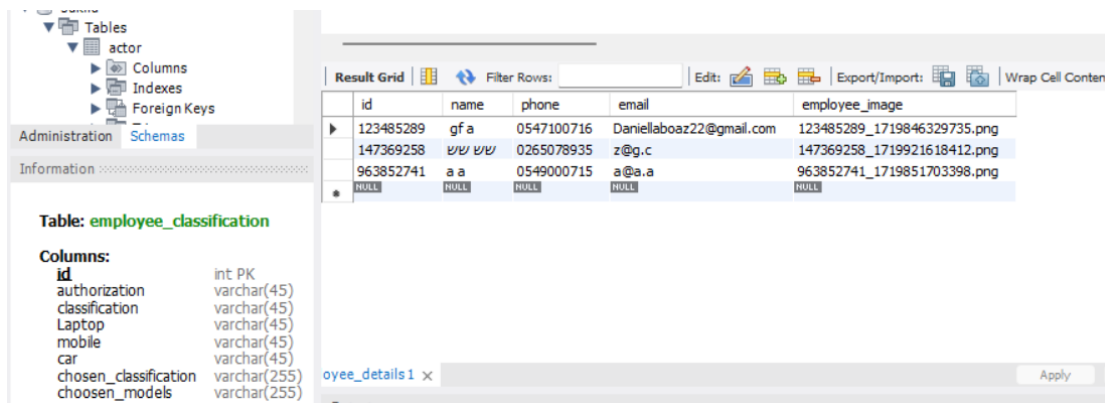 Tables
actor
Columns
Indexes
Foreign Keys
Administration Schemas
Information
Table: employee_classification
Columns:
id int PK
authorization varchar(45)
classification varchar(45)
Laptop varchar(45)
mobile varchar(45)
car varchar(45)
chosen_classification varchar(255)
choosen_models varchar(255)
Result Grid Filter Rows: Edit: Export/Import: Wrap Cell Conten
id name phone email employee_image
123485289 gf a 0547100716 Daniellaboaz22@gmail.com 123485289_1719846329735.png
147369258 שש שש 0265078935 z@g.c 147369258_1719921618412.png
963852741 a a 0549000715 a@a.a 963852741_1719851703398.png
NULL NULL NULL NULL NULL
oyee_details 1 Apply